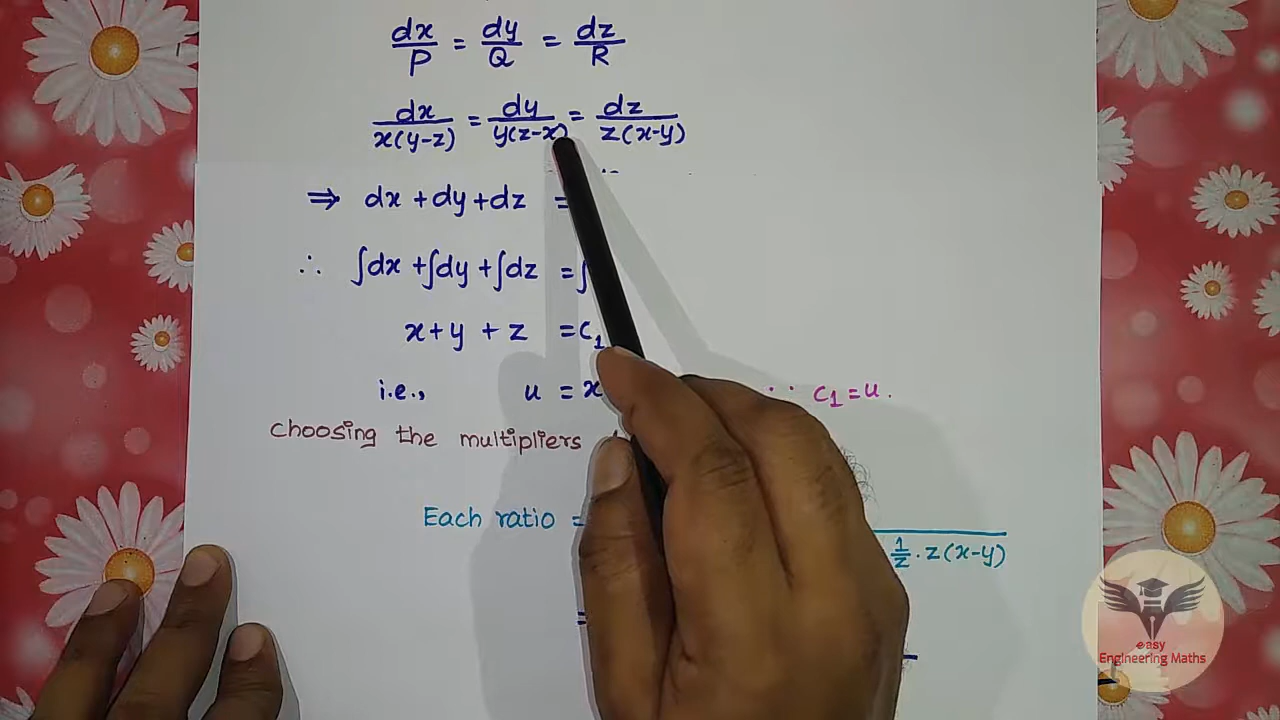 dx/P = dy/Q = dz/R
dx/x(y-z) = dy/y(z-x) = dz/z(x-y)
⇒ dx + dy + dz =
∴ ∫dx + ∫dy + ∫dz = ∫
x + y + z = c₁
i.e., u = x ∵ c₁ = u.
choosing the multipliers
Each ratio =
1/z · z(x-y)
=
easy
Engineering Maths